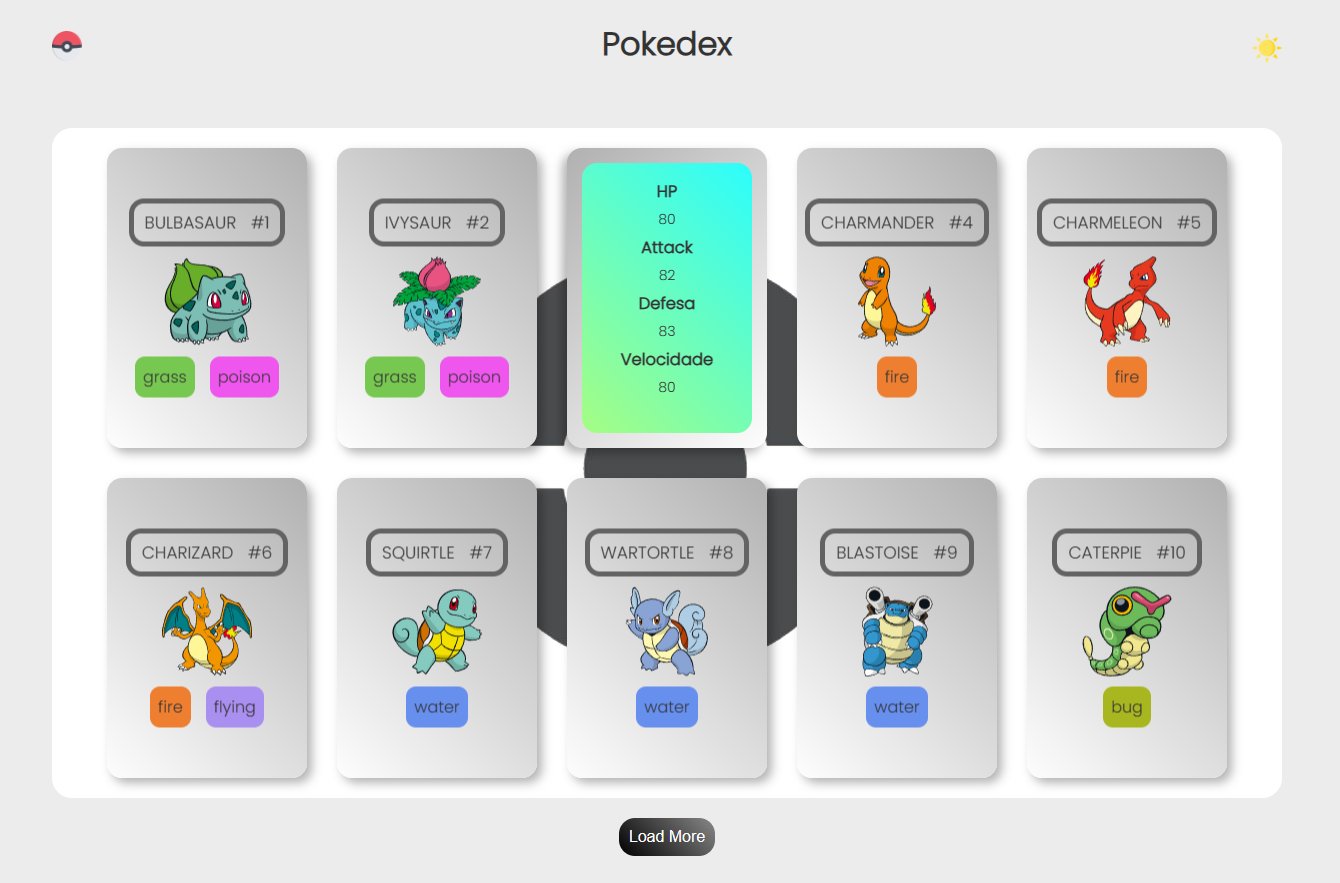 Pokedex
BULBASAUR #1
grass poison
IVYSAUR #2
grass poison
HP
80
Attack
82
Defesa
83
Velocidade
80
CHARMANDER #4
fire
CHARMELEON #5
fire
CHARIZARD #6
fire flying
SQUIRTLE #7
water
WARTORTLE #8
water
BLASTOISE #9
water
CATERPIE #10
bug
Load More